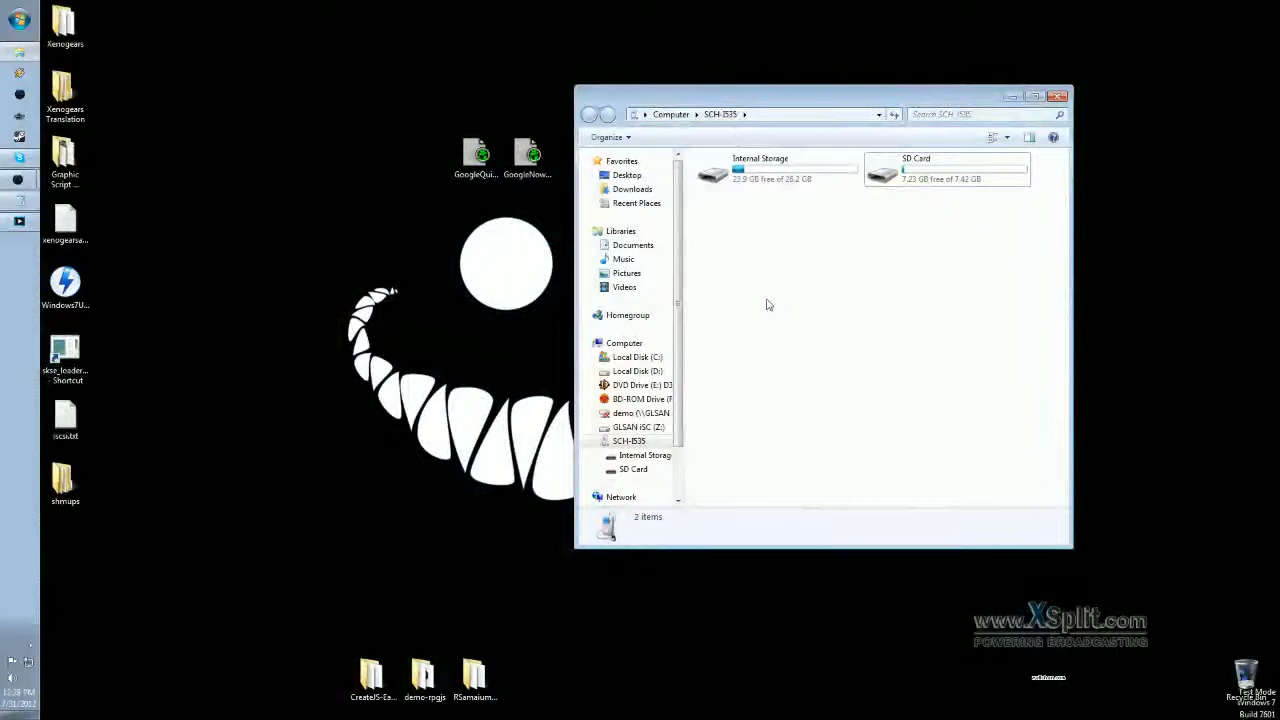 Xenogears
Xenogears
Translation
Graphic
Script ...
xenogearsa...
Windows7U...
skse_loader...
- Shortcut
iscsi.txt
shmups
12:28 PM
7/31/2012
GoogleQui...
GoogleNow...
Computer
SCH-I535
Search SCH-I535
Organize
Favorites
Desktop
Downloads
Recent Places
Libraries
Documents
Music
Pictures
Videos
Homegroup
Computer
Local Disk (C:)
Local Disk (D:)
DVD Drive (E:) D3
BD-ROM Drive (F
demo (\\GLSAN
GLSAN iSC (Z:)
SCH-I535
Internal Storag
SD Card
Network
Internal Storage
23.9 GB free of 26.2 GB
SD Card
7.23 GB free of 7.42 GB
2 items
CreateJS-Ea...
demo-rpgjs
RSamaium...
www.XSplit.com
POWERING BROADCASTING
Recycle Bin
Test Mode
Windows 7
Build 7601